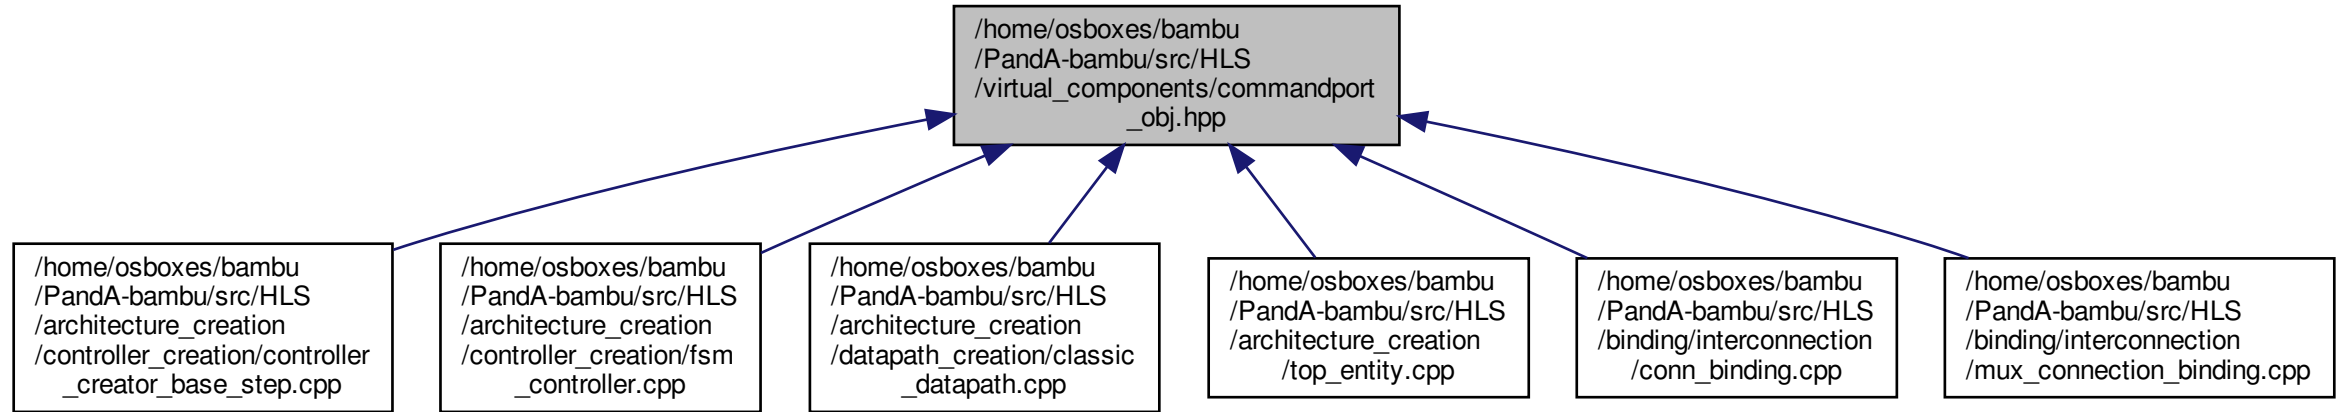 /home/osboxes/bambu
/PandA-bambu/src/HLS
/virtual_components/commandport
_obj.hpp
/home/osboxes/bambu
/PandA-bambu/src/HLS
/architecture_creation
/controller_creation/controller
_creator_base_step.cpp
/home/osboxes/bambu
/PandA-bambu/src/HLS
/architecture_creation
/controller_creation/fsm
_controller.cpp
/home/osboxes/bambu
/PandA-bambu/src/HLS
/architecture_creation
/datapath_creation/classic
_datapath.cpp
/home/osboxes/bambu
/PandA-bambu/src/HLS
/architecture_creation
/top_entity.cpp
/home/osboxes/bambu
/PandA-bambu/src/HLS
/binding/interconnection
/conn_binding.cpp
/home/osboxes/bambu
/PandA-bambu/src/HLS
/binding/interconnection
/mux_connection_binding.cpp